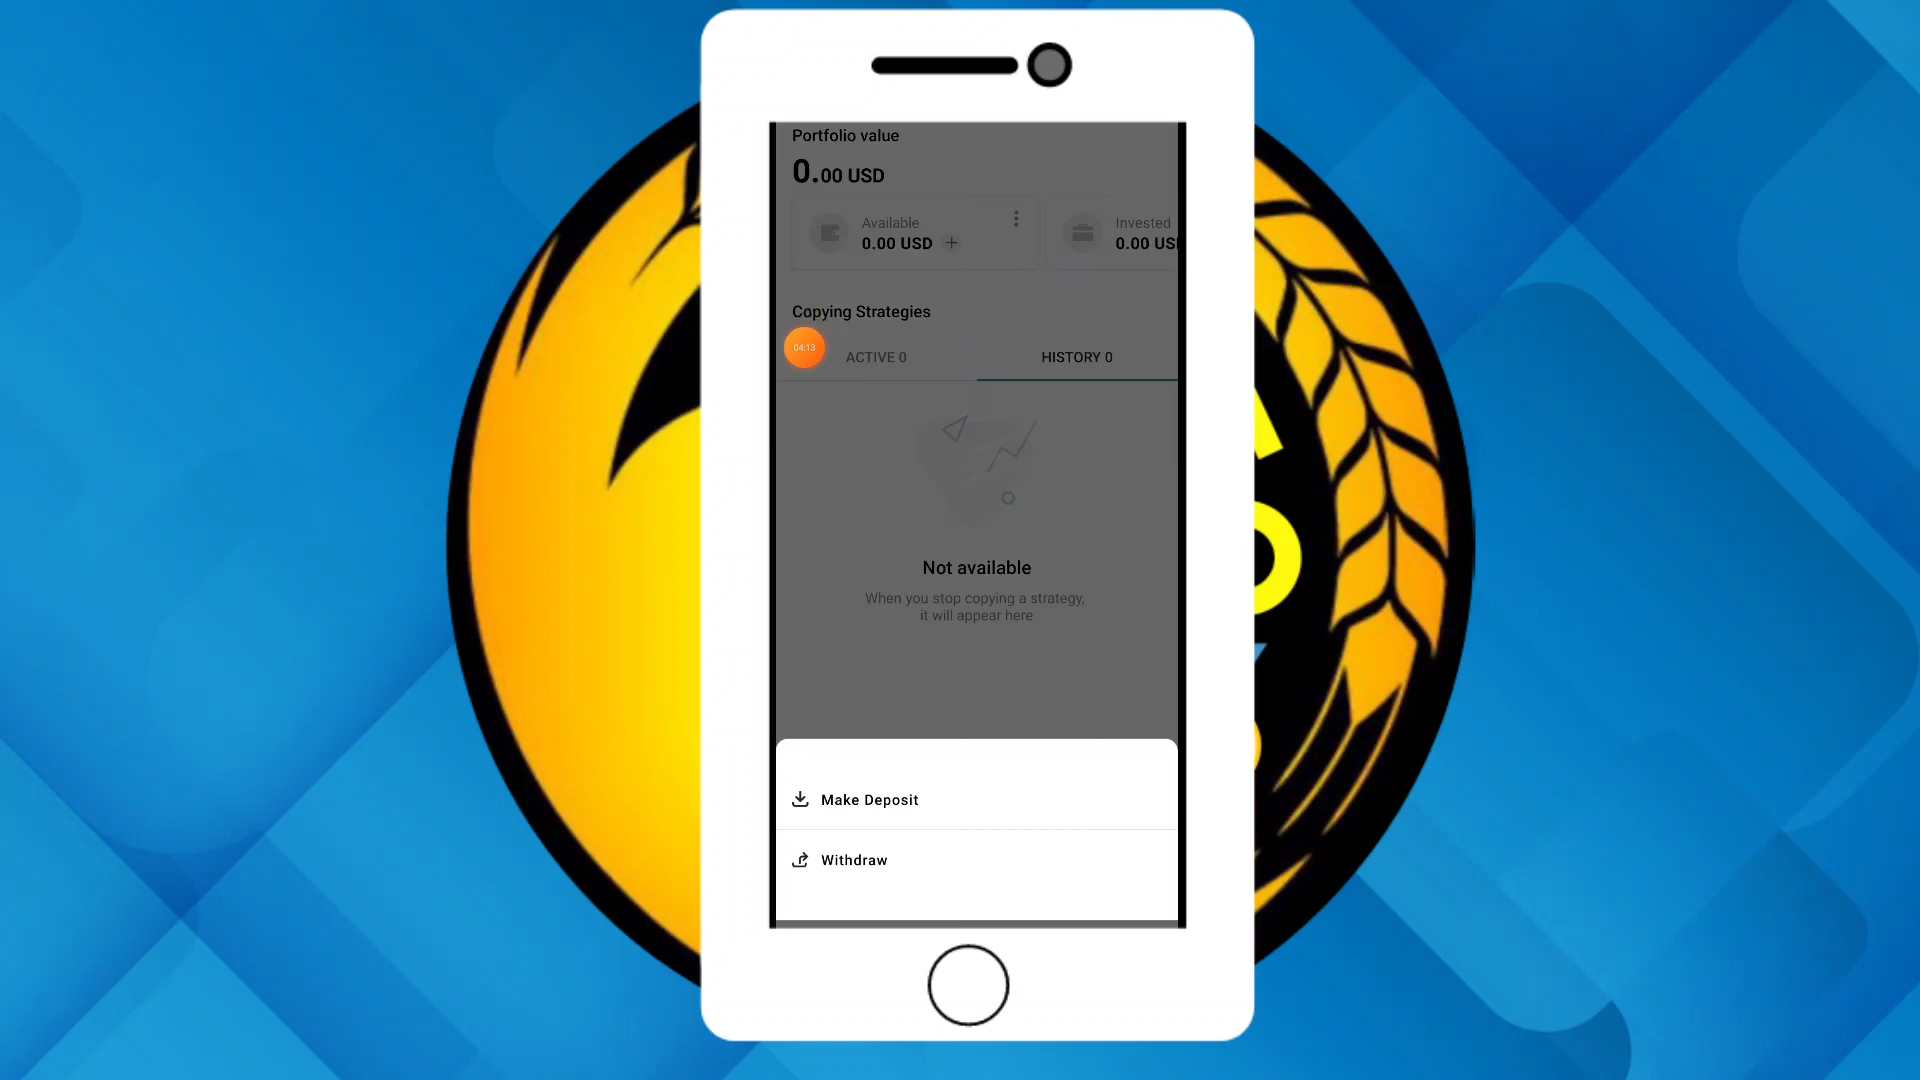 Portfolio value
0.00 USD
Available
0.00 USD +
Invested
0.00 US
Copying Strategies
04:13
ACTIVE 0
HISTORY 0
Not available
When you stop copying a strategy,
it will appear here
Make Deposit
Withdraw